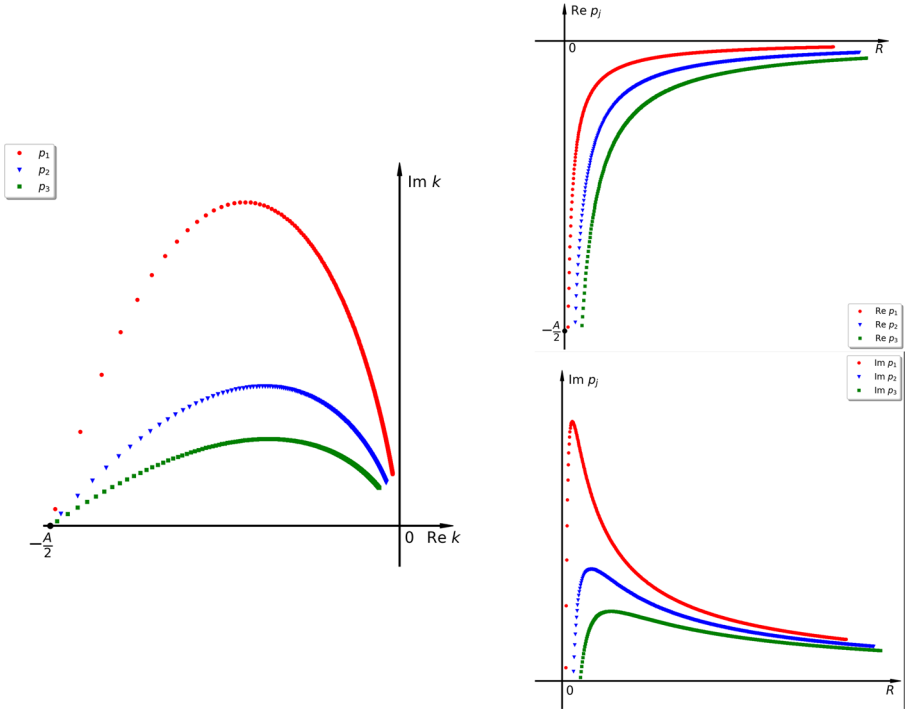 p₁
p₂
p₃
Im k
−A/2
0 Re k
Re pⱼ
0
R
−A/2
Re p₁
Re p₂
Re p₃
Im p₁
Im p₂
Im p₃
Im pⱼ
0
R